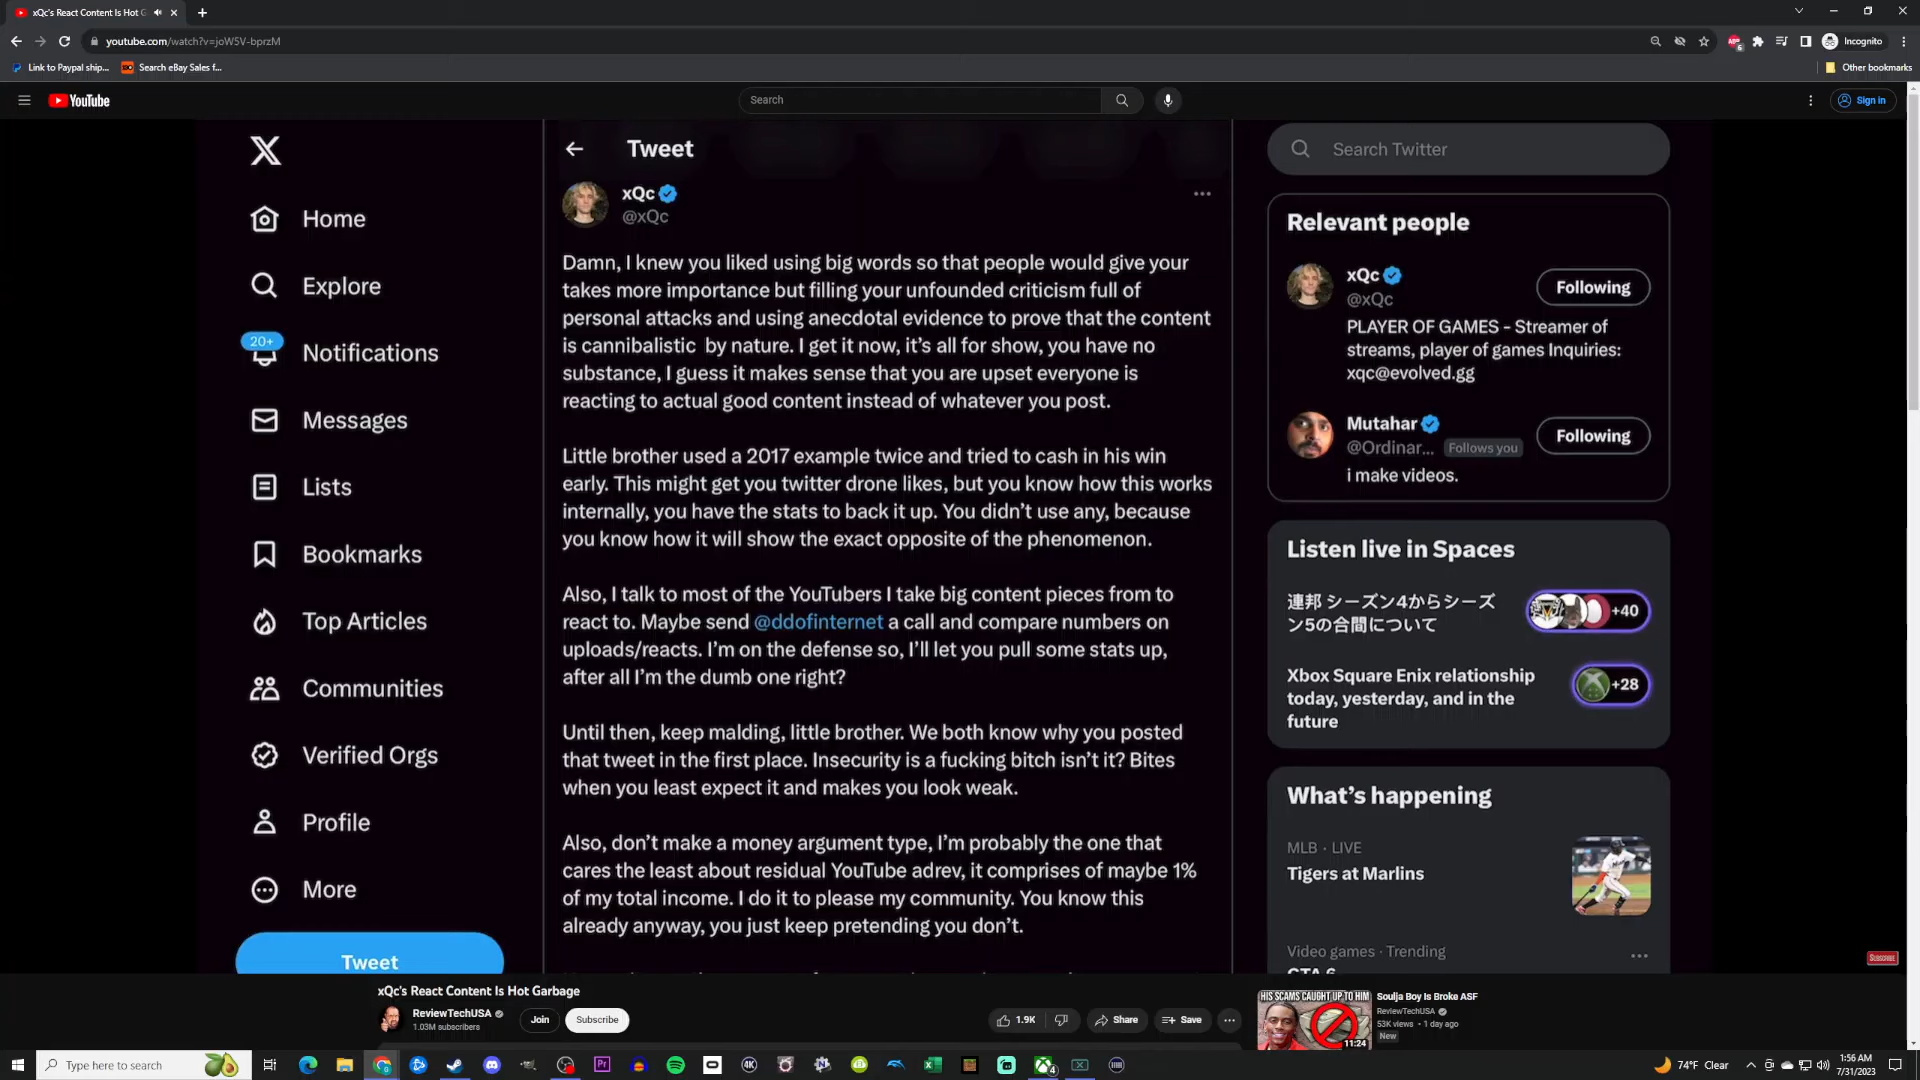 xQc's React Content Is Hot G
youtube.com/watch?v=joW5V-bprzM
6
Incognito
Link to Paypal ship...
Search eBay Sales f...
Other bookmarks
YouTube
Search
Sign in
Home
Explore
20+
Notifications
Messages
Lists
Bookmarks
Top Articles
Communities
Verified Orgs
Profile
More
Tweet
Tweet
xQc
@xQc
Damn, I knew you liked using big words so that people would give your
takes more importance but filling your unfounded criticism full of
personal attacks and using anecdotal evidence to prove that the content
is cannibalistic by nature. I get it now, it's all for show, you have no
substance, I guess it makes sense that you are upset everyone is
reacting to actual good content instead of whatever you post.
Little brother used a 2017 example twice and tried to cash in his win
early. This might get you twitter drone likes, but you know how this works
internally, you have the stats to back it up. You didn't use any, because
you know how it will show the exact opposite of the phenomenon.
Also, I talk to most of the YouTubers I take big content pieces from to
react to. Maybe send @ddofinternet a call and compare numbers on
uploads/reacts. I'm on the defense so, I'll let you pull some stats up,
after all I'm the dumb one right?
Until then, keep malding, little brother. We both know why you posted
that tweet in the first place. Insecurity is a fucking bitch isn't it? Bites
when you least expect it and makes you look weak.
Also, don't make a money argument type, I'm probably the one that
cares the least about residual YouTube adrev, it comprises of maybe 1%
of my total income. I do it to please my community. You know this
already anyway, you just keep pretending you don't.
Search Twitter
Relevant people
xQc
@xQc
Following
PLAYER OF GAMES - Streamer of
streams, player of games Inquiries:
xqc@evolved.gg
Mutahar
@Ordinar... Follows you
Following
i make videos.
Listen live in Spaces
連邦 シーズン4からシーズ
ン5の合間について
+40
Xbox Square Enix relationship
today, yesterday, and in the
future
+28
What's happening
MLB · LIVE
Tigers at Marlins
Video games · Trending
GTA 6
SUBSCRIBE
xQc's React Content Is Hot Garbage
ReviewTechUSA
1.03M subscribers
Join
Subscribe
1.9K
Share
Save
HIS SCAMS CAUGHT UP TO HIM
11:24
Soulja Boy Is Broke ASF
ReviewTechUSA
53K views · 1 day ago
New
Type here to search
Pr
4K
4
74°F Clear
1:56 AM
7/31/2023